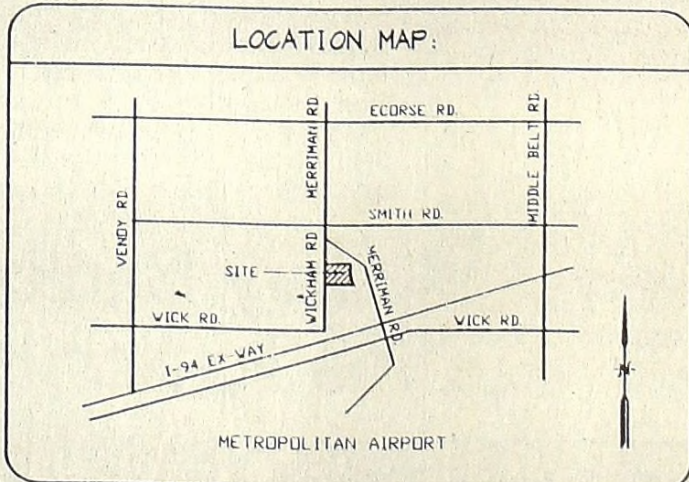 LOCATION MAP:
ECORSE RD.
MERRIMAN RD.
MIDDLE BELT RD.
VENOY RD.
SMITH RD.
WICKHAM RD
MERRIMAN RD.
SITE
WICK RD.
WICK RD.
I-94 EX-WAY
N
METROPOLITAN AIRPORT